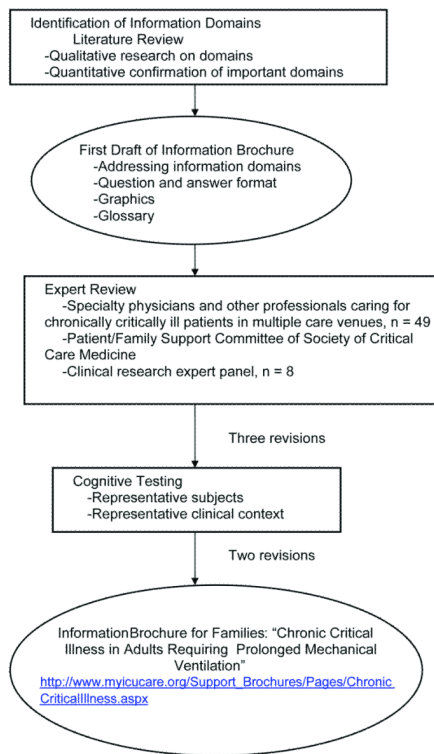 Identification of Information Domains
Literature Review
-Qualitative research on domains
-Quantitative confirmation of important domains
First Draft of Information Brochure
-Addressing information domains
-Question and answer format
-Graphics
-Glossary
Expert Review
-Specialty physicians and other professionals caring for
chronically critically ill patients in multiple care venues, n = 49
-Patient/Family Support Committee of Society of Critical
Care Medicine
-Clinical research expert panel, n = 8
Three revisions
Cognitive Testing
-Representative subjects
-Representative clinical context
Two revisions
InformationBrochure for Families: “Chronic Critical
Illness in Adults Requiring Prolonged Mechanical
Ventilation”
http://www.myicucare.org/Support_Brochures/Pages/Chronic
CriticalIllness.aspx